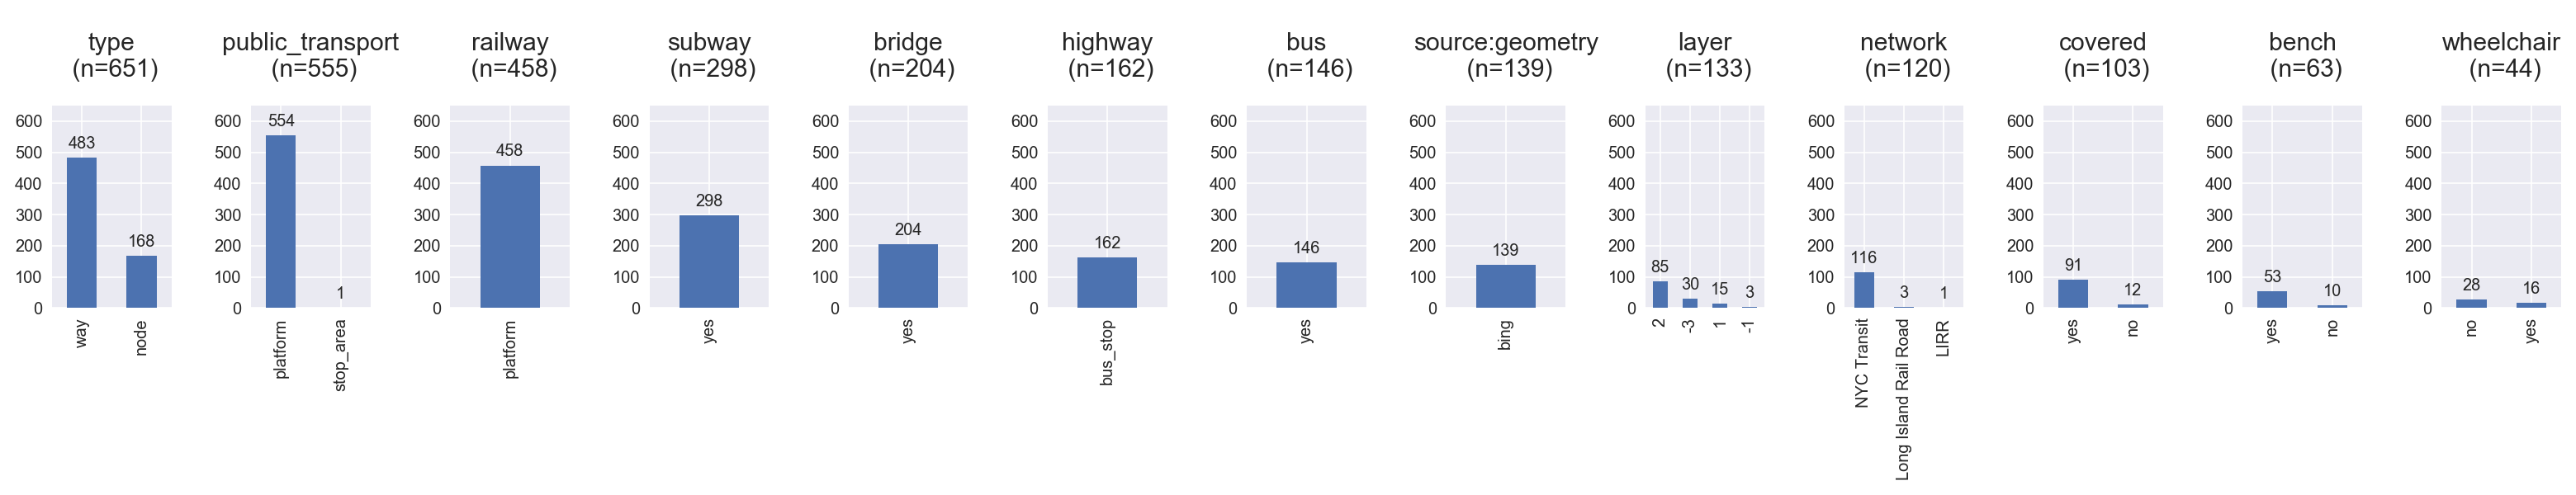 type
(n=651)
600
500
400
300
200
100
0
483
168
way
node
public_transport
(n=555)
600
500
400
300
200
100
0
554
1
platform
stop_area
railway
(n=458)
600
500
400
300
200
100
0
458
platform
subway
(n=298)
600
500
400
300
200
100
0
298
yes
bridge
(n=204)
600
500
400
300
200
100
0
204
yes
highway
(n=162)
600
500
400
300
200
100
0
162
bus_stop
bus
(n=146)
600
500
400
300
200
100
0
146
yes
source:geometry
(n=139)
600
500
400
300
200
100
0
139
bing
layer
(n=133)
600
500
400
300
200
100
0
85
30
15
3
2
-3
1
-1
network
(n=120)
600
500
400
300
200
100
0
116
3
1
NYC Transit
Long Island Rail Road
LIRR
covered
(n=103)
600
500
400
300
200
100
0
91
12
yes
no
bench
(n=63)
600
500
400
300
200
100
0
53
10
yes
no
wheelchair
(n=44)
600
500
400
300
200
100
0
28
16
no
yes